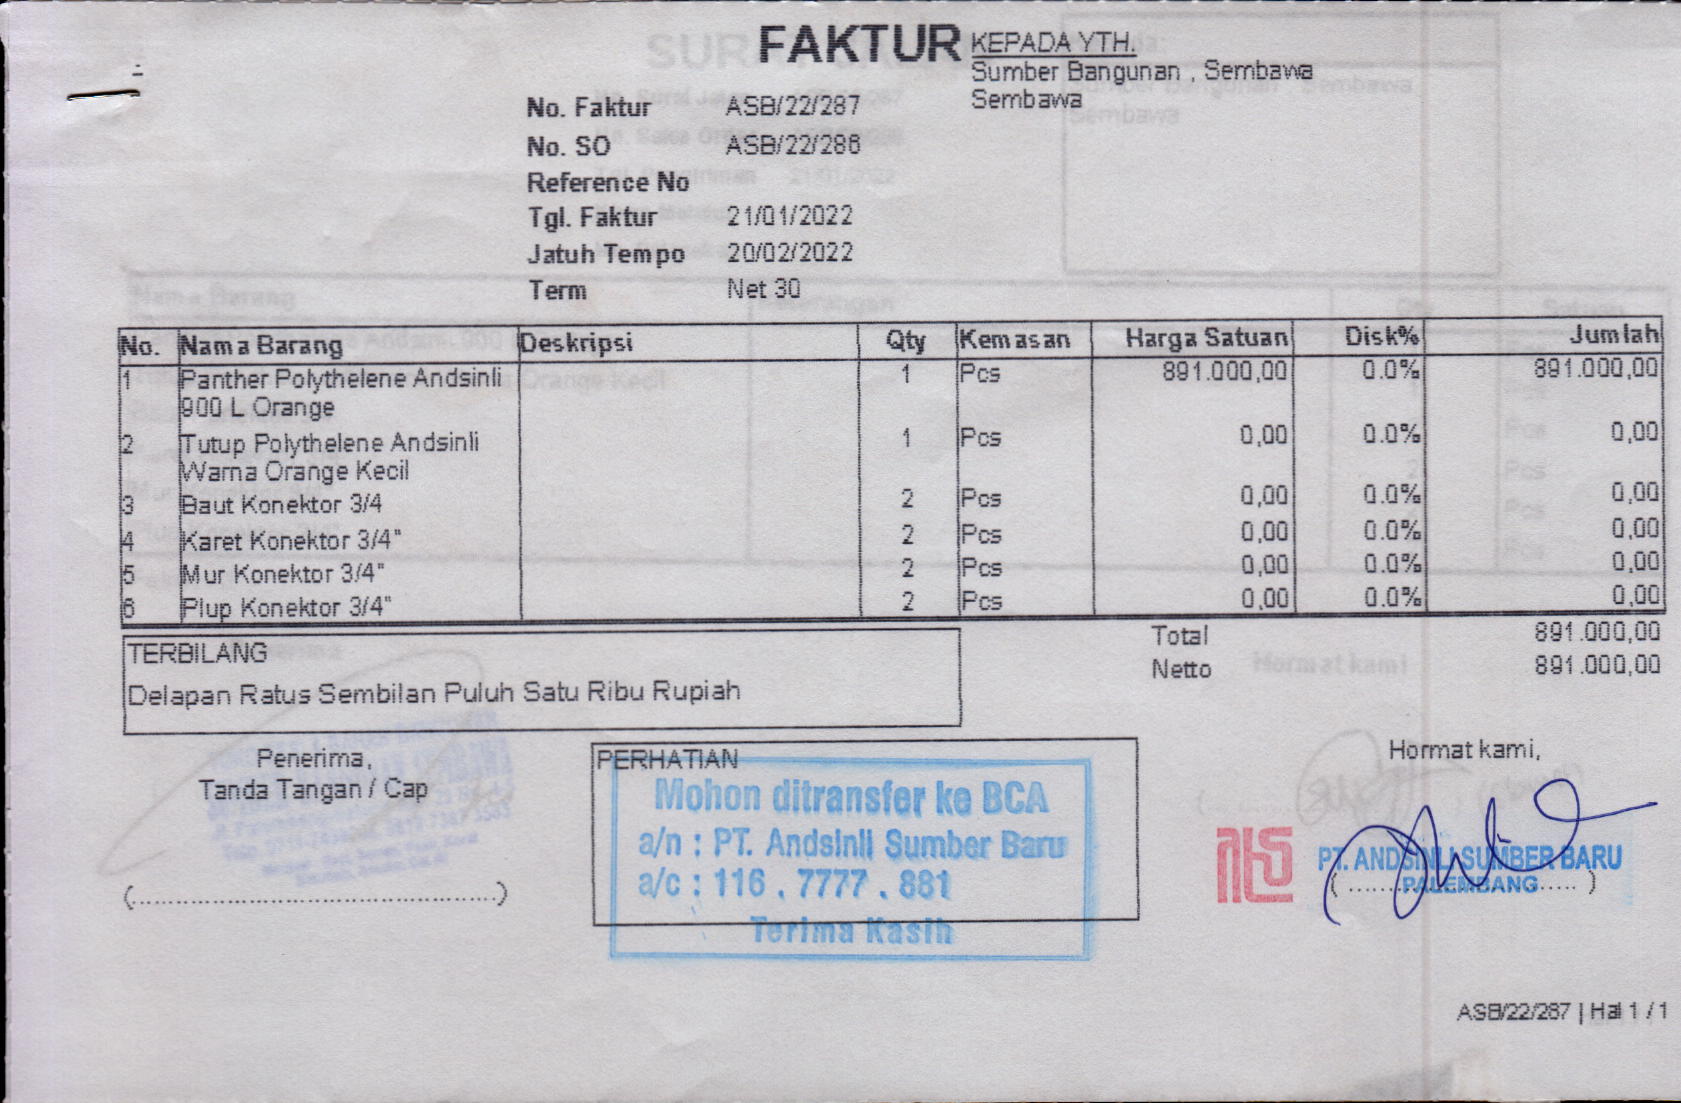 FAKTUR
KEPADA YTH.
Sumber Bangunan , Sembawa
Sembawa
No. Faktur ASB/22/287
No. SO ASB/22/286
Reference No
Tgl. Faktur 21/01/2022
Jatuh Tempo 20/02/2022
Term Net 30
No. Nama Barang Deskripsi Qty Kemasan Harga Satuan Disk% Jumlah
1 Panther Polythelene Andsinli 1 Pcs 891.000,00 0.0% 891.000,00
900 L Orange
2 Tutup Polythelene Andsinli 1 Pcs 0,00 0.0% 0,00
Warna Orange Kecil
3 Baut Konektor 3/4 2 Pcs 0,00 0.0% 0,00
4 Karet Konektor 3/4" 2 Pcs 0,00 0.0% 0,00
5 Mur Konektor 3/4" 2 Pcs 0,00 0.0% 0,00
6 Plup Konektor 3/4" 2 Pcs 0,00 0.0% 0,00
Total 891.000,00
Netto 891.000,00
TERBILANG
Delapan Ratus Sembilan Puluh Satu Ribu Rupiah
Penerima,
Tanda Tangan / Cap
(..................................................)
PERHATIAN
Mohon ditransfer ke BCA
a/n : PT. Andsinli Sumber Baru
a/c : 116 . 7777 . 881
Terima Kasih
Hormat kami,
PT. ANDSINLI SUMBER BARU
PALEMBANG
ASB/22/287 | Hal 1 / 1